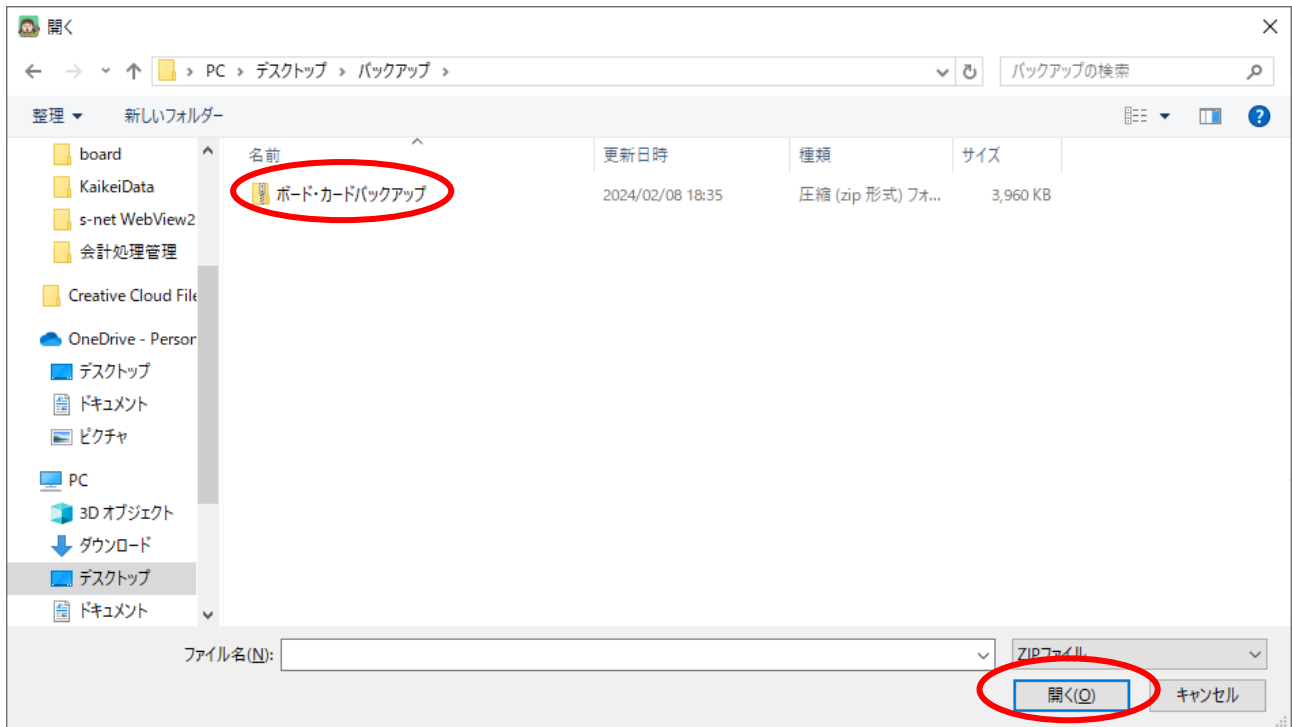 開く
PC › デスクトップ › バックアップ ›
バックアップの検索
整理
新しいフォルダー
board
KaikeiData
s-net WebView2
会計処理管理
Creative Cloud File
OneDrive - Person
デスクトップ
ドキュメント
ピクチャ
PC
3D オブジェクト
ダウンロード
デスクトップ
ドキュメント
名前 更新日時 種類 サイズ
ボード・カードバックアップ 2024/02/08 18:35 圧縮 (zip 形式) フォ... 3,960 KB
ファイル名(N):
ZIPファイル
開く(O) キャンセル